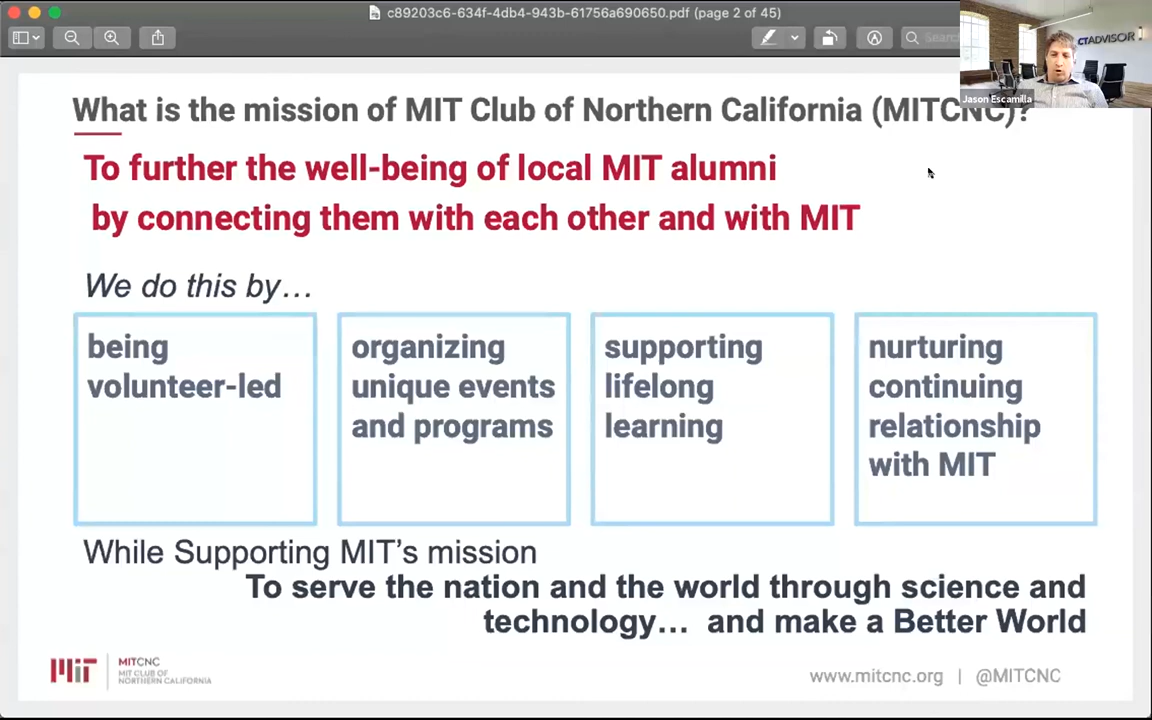 c89203c6-634f-4db4-943b-61756a690650.pdf (page 2 of 45)
Search
CTADVISOR
Jason Escamilla
What is the mission of MIT Club of Northern California (MITCNC)?
To further the well-being of local MIT alumni
by connecting them with each other and with MIT
We do this by…
being
volunteer-led
organizing
unique events
and programs
supporting
lifelong
learning
nurturing
continuing
relationship
with MIT
While Supporting MIT’s mission
To serve the nation and the world through science and
technology… and make a Better World
MIT
MITCNC
MIT CLUB OF
NORTHERN CALIFORNIA
www.mitcnc.org | @MITCNC